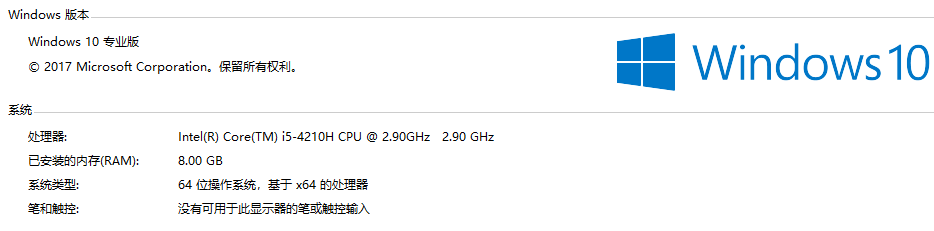 Windows 版本
Windows 10 专业版
© 2017 Microsoft Corporation。保留所有权利。
Windows 10
系统
处理器: Intel(R) Core(TM) i5-4210H CPU @ 2.90GHz 2.90 GHz
已安装的内存(RAM): 8.00 GB
系统类型: 64 位操作系统，基于 x64 的处理器
笔和触控: 没有可用于此显示器的笔或触控输入